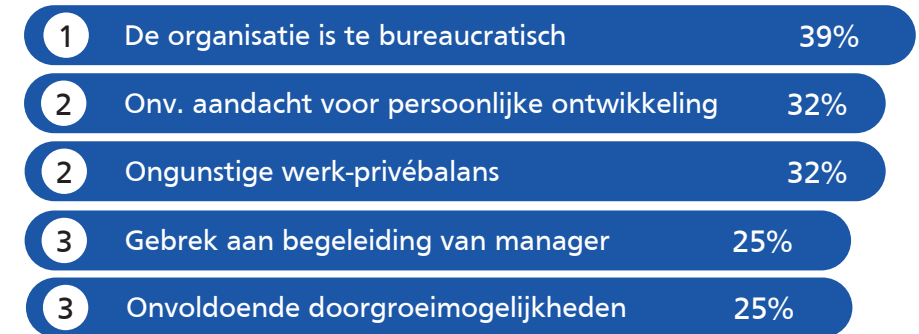 1 De organisatie is te bureaucratisch 39%
2 Onv. aandacht voor persoonlijke ontwikkeling 32%
2 Ongunstige werk-privébalans 32%
3 Gebrek aan begeleiding van manager 25%
3 Onvoldoende doorgroeimogelijkheden 25%